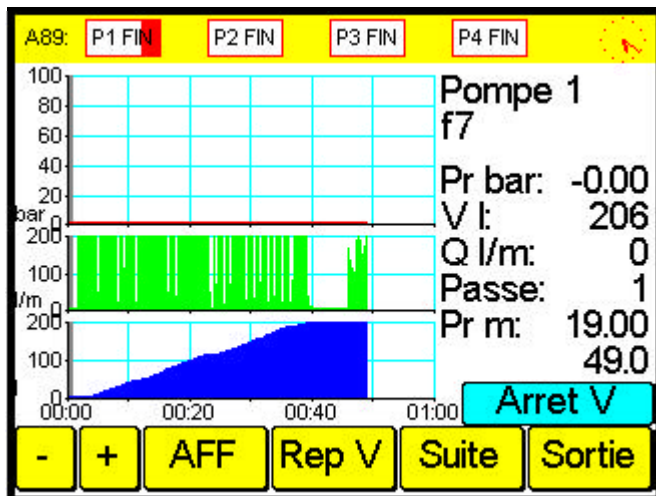 A89: P1 FIN P2 FIN P3 FIN P4 FIN
100
80
60
40
20
bar 0
Pompe 1
f7
Pr bar: -0.00
V l: 206
Q l/m: 0
Passe: 1
Pr m: 19.00
49.0
200
100
l/m 0
200
100
l 0
00:00 00:20 00:40 01:00
Arret V
- + AFF Rep V Suite Sortie